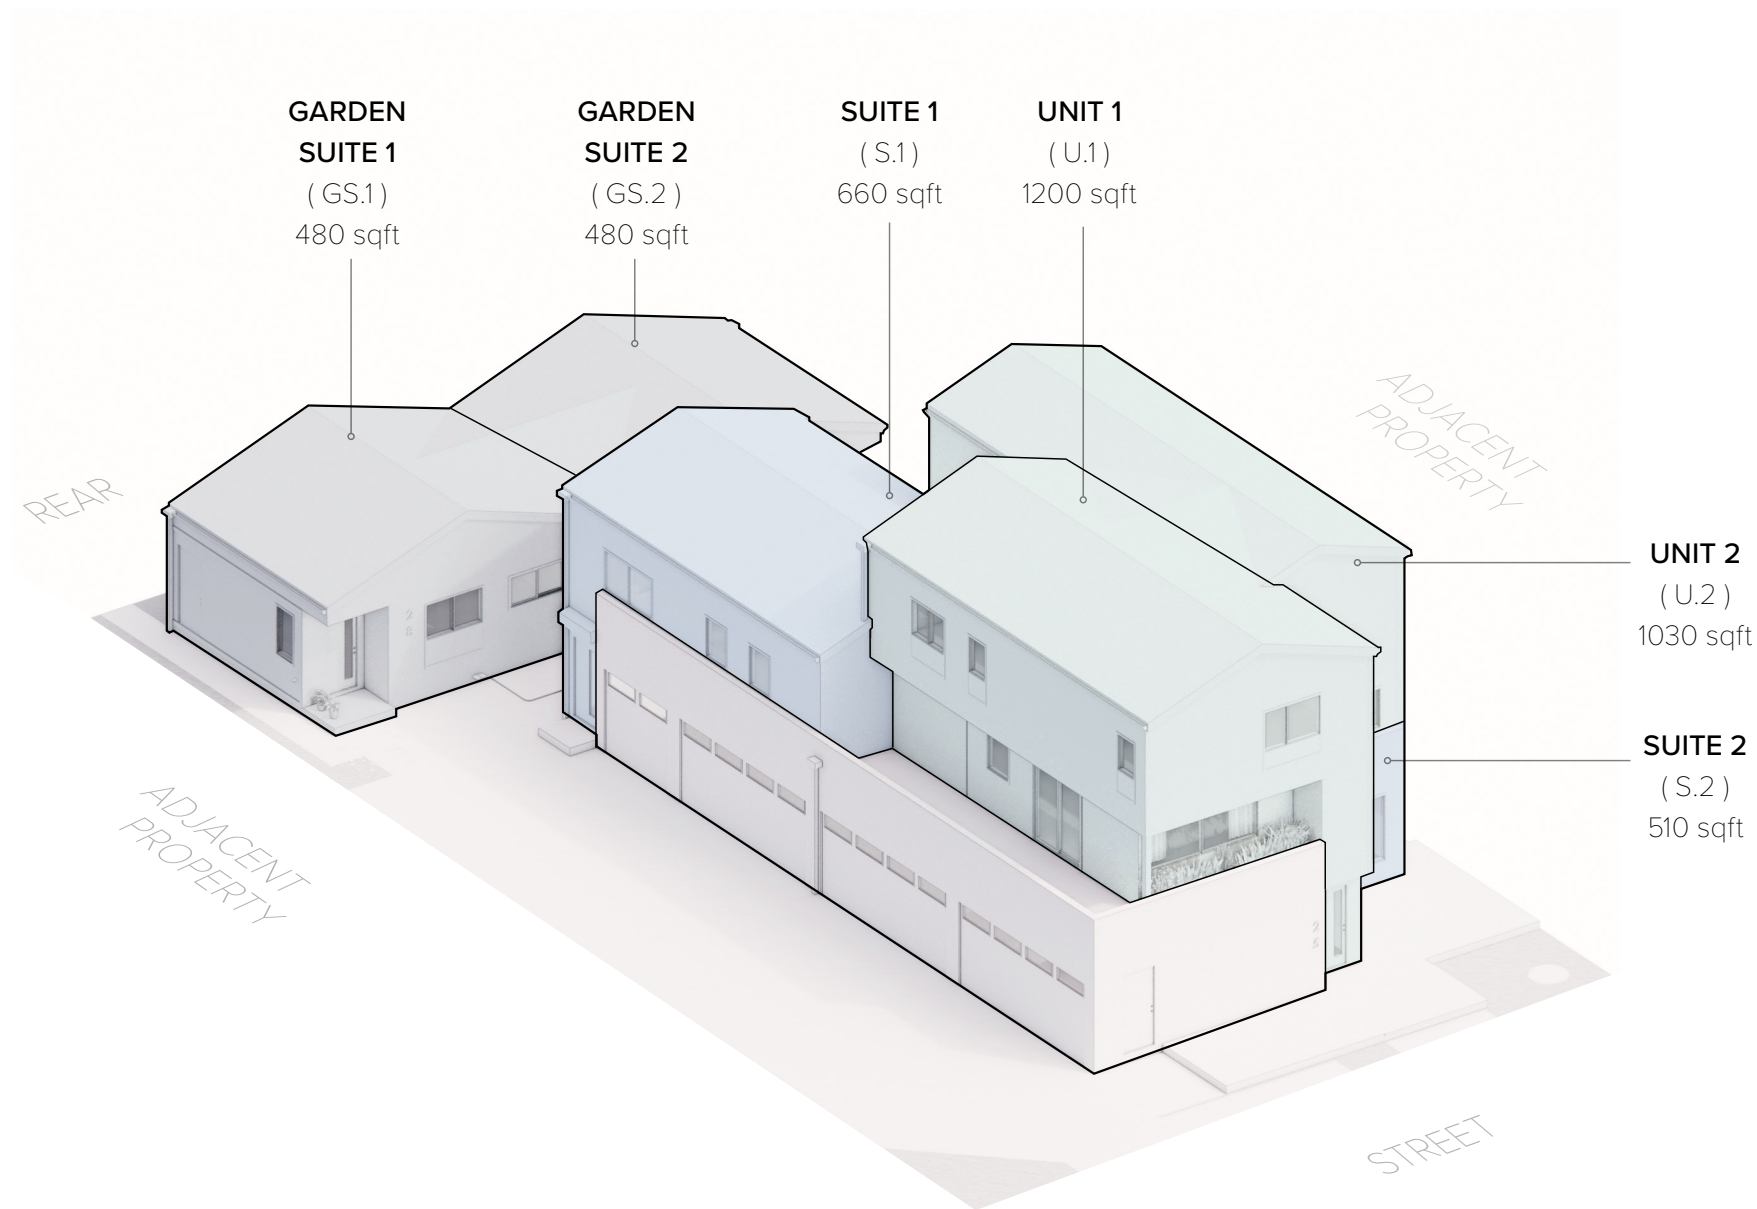 GARDEN
SUITE 1
( GS.1 )
480 sqft
GARDEN
SUITE 2
( GS.2 )
480 sqft
SUITE 1
( S.1 )
660 sqft
UNIT 1
( U.1 )
1200 sqft
ADJACENT
PROPERTY
REAR
UNIT 2
( U.2 )
1030 sqft
SUITE 2
( S.2 )
510 sqft
ADJACENT
PROPERTY
STREET